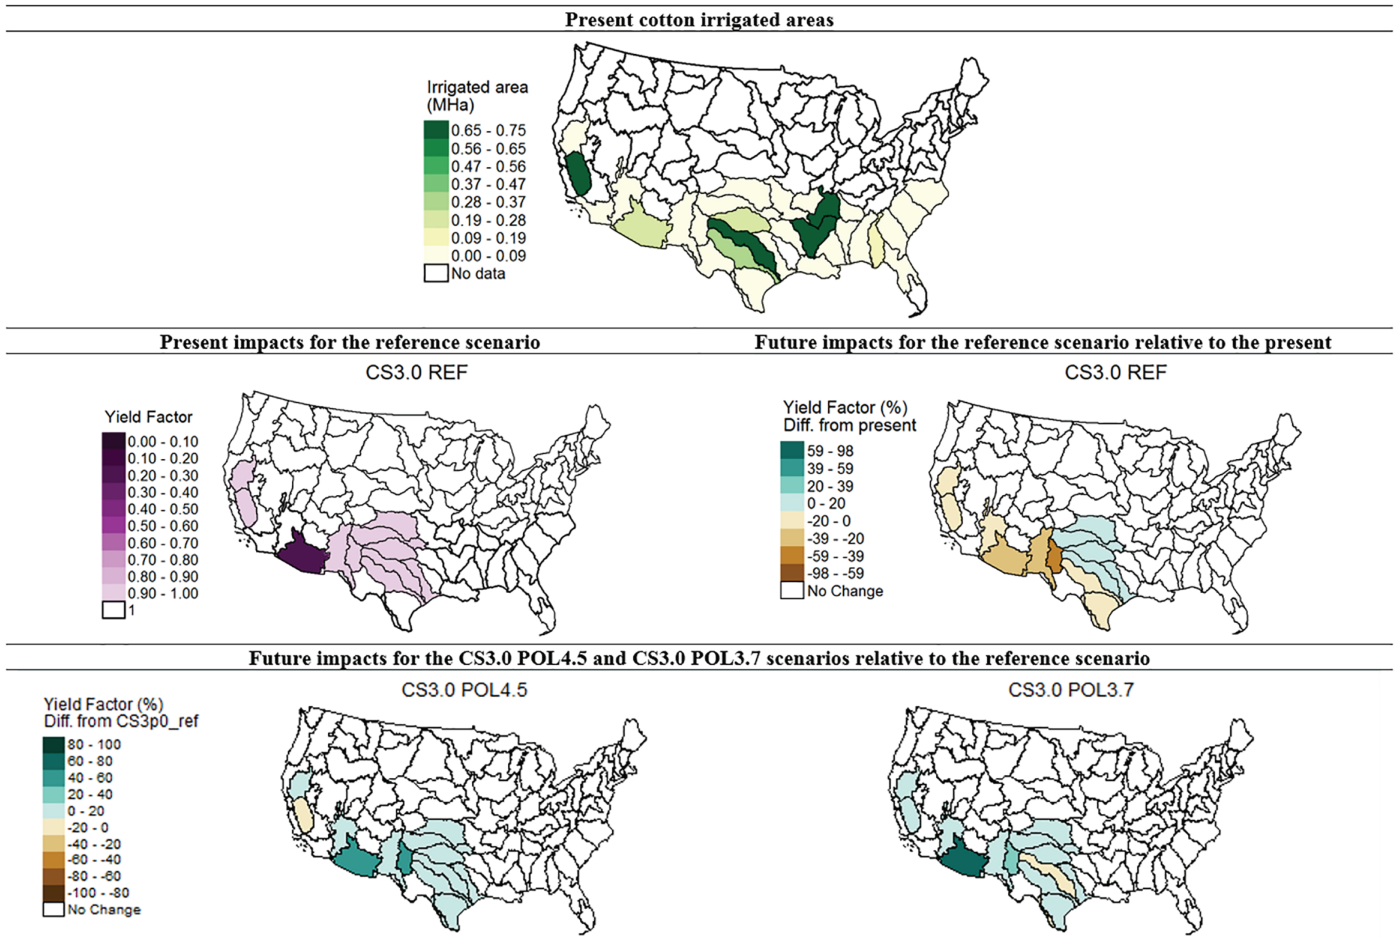 Present cotton irrigated areas
Irrigated area
(MHa)
0.65 - 0.75
0.56 - 0.65
0.47 - 0.56
0.37 - 0.47
0.28 - 0.37
0.19 - 0.28
0.09 - 0.19
0.00 - 0.09
No data
Present impacts for the reference scenario
Future impacts for the reference scenario relative to the present
CS3.0 REF
Yield Factor
0.00 - 0.10
0.10 - 0.20
0.20 - 0.30
0.30 - 0.40
0.40 - 0.50
0.50 - 0.60
0.60 - 0.70
0.70 - 0.80
0.80 - 0.90
0.90 - 1.00
1
CS3.0 REF
Yield Factor (%)
Diff. from present
59 - 98
39 - 59
20 - 39
0 - 20
-20 - 0
-39 - -20
-59 - -39
-98 - -59
No Change
Future impacts for the CS3.0 POL4.5 and CS3.0 POL3.7 scenarios relative to the reference scenario
CS3.0 POL4.5
CS3.0 POL3.7
Yield Factor (%)
Diff. from CS3p0_ref
80 - 100
60 - 80
40 - 60
20 - 40
0 - 20
-20 - 0
-40 - -20
-60 - -40
-80 - -60
-100 - -80
No Change